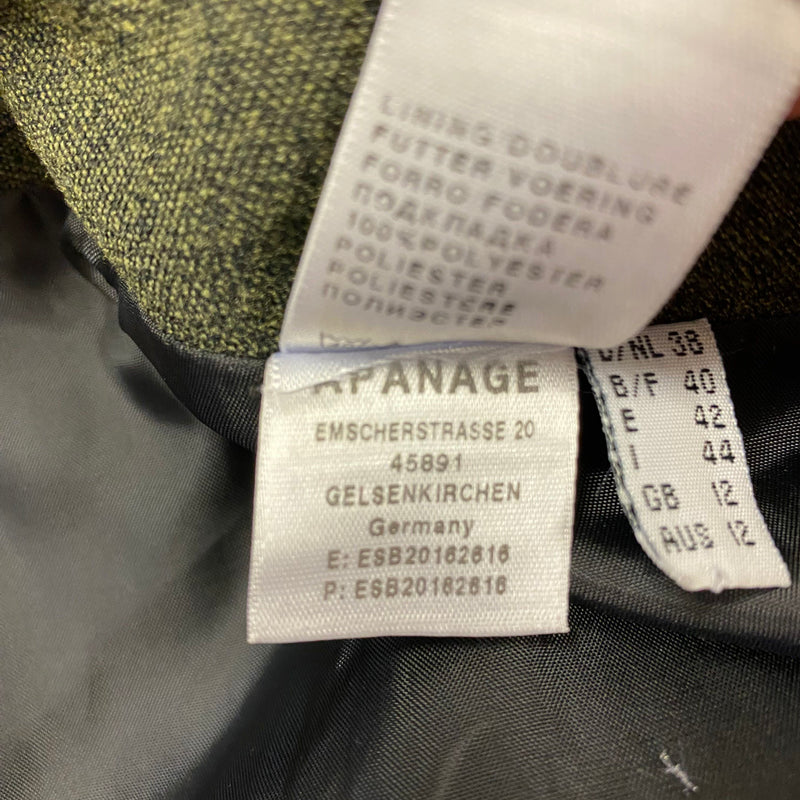 LINING DOUBLURE
FUTTER VOERING
FORRO FODERA
ПОДКЛАДКА
100%POLYESTER
POLIESTER
POLIESTERE
ПОЛИЭСТЕР
APANAGE
EMSCHERSTRASSE 20
45891
GELSENKIRCHEN
Germany
E: ESB20162616
P: ESB20162616
D/NL 38
B/F 40
E 42
I 44
GB 12
AUS 12